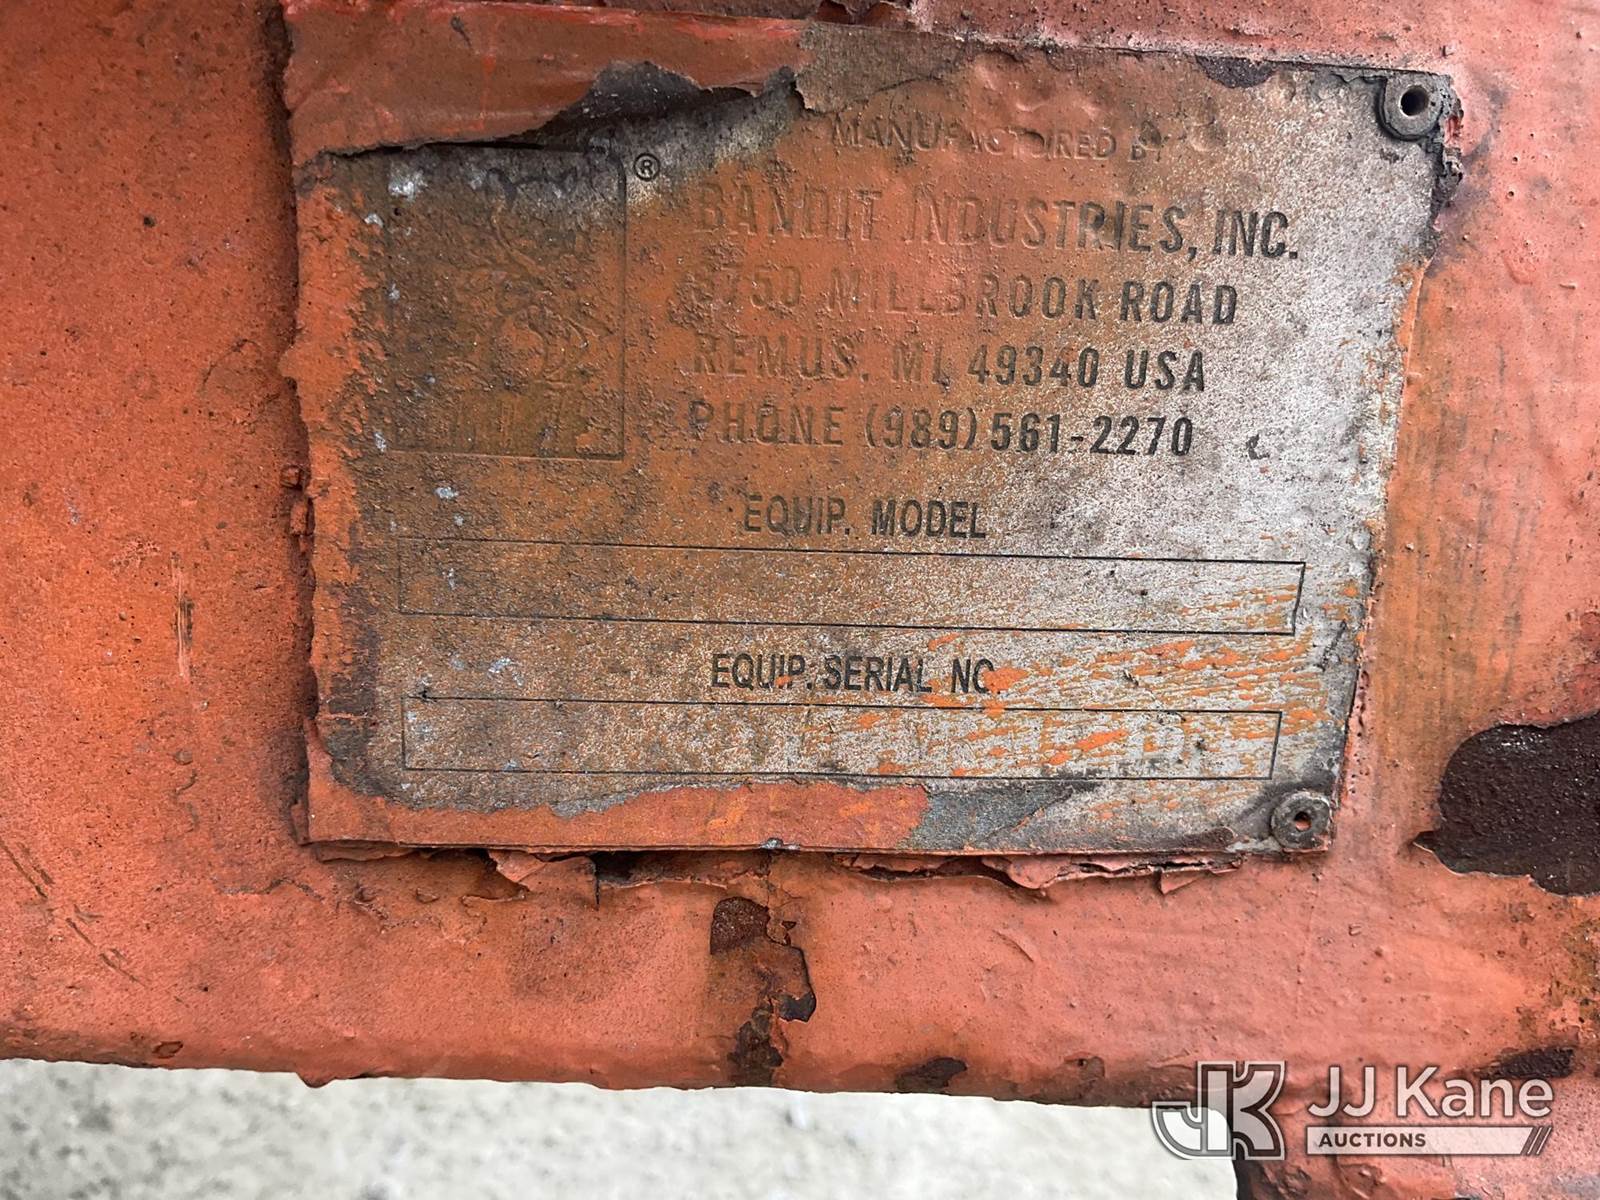 MANUFACTURED BY
®
BANDIT INDUSTRIES, INC.
6750 MILLBROOK ROAD
REMUS, MI, 49340 USA
PHONE (989) 561-2270
EQUIP. MODEL
EQUIP. SERIAL NO.
JK JJ Kane
AUCTIONS